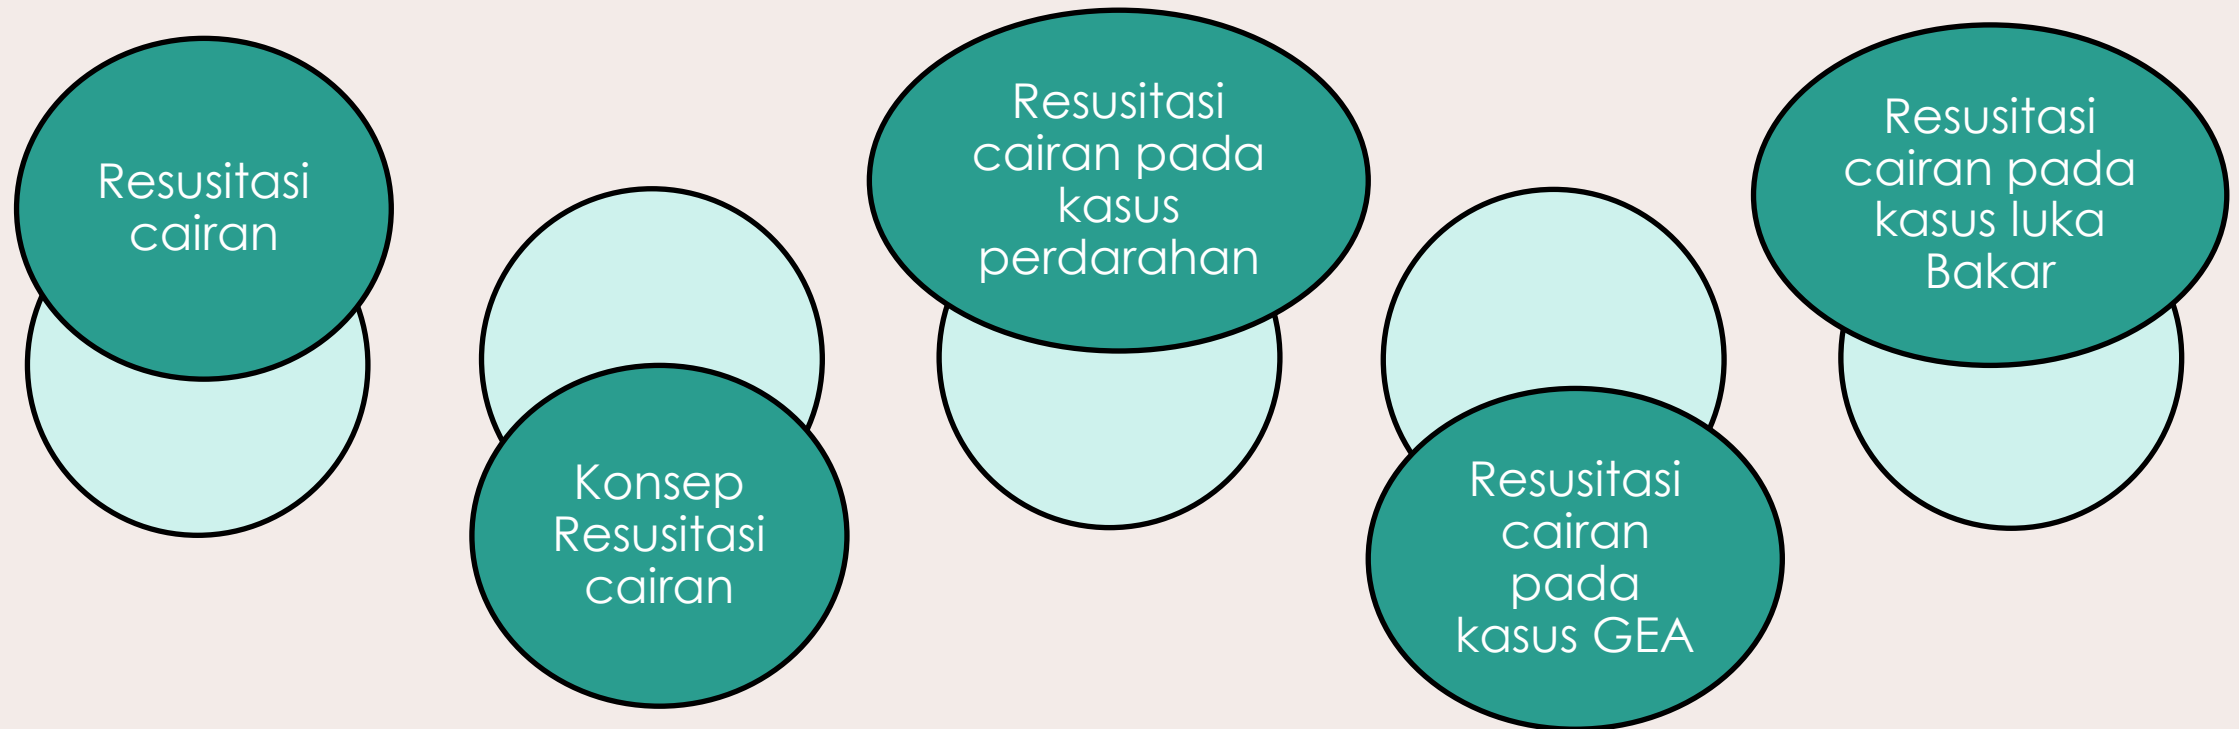 Resusitasi
cairan
Konsep
Resusitasi
cairan
Resusitasi
cairan pada
kasus
perdarahan
Resusitasi
cairan
pada
kasus GEA
Resusitasi
cairan pada
kasus luka
Bakar